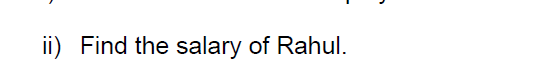 ii) Find the salary of Rahul.